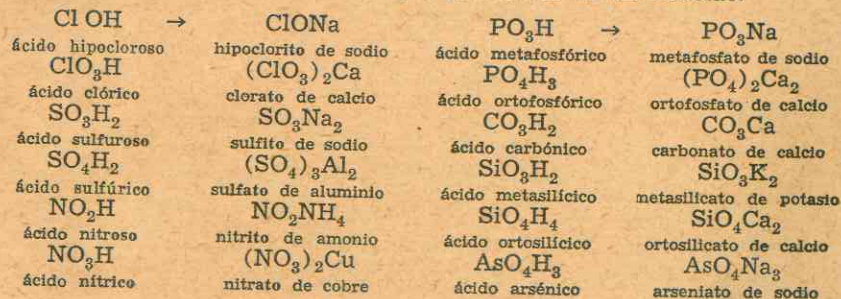 Cl OH → ClONa PO₃H → PO₃Na
ácido hipocloroso hipoclorito de sodio ácido metafosfórico metafosfato de sodio
ClO₃H (ClO₃)₂Ca PO₄H₃ (PO₄)₂Ca₂
ácido clórico clorato de calcio ácido ortofosfórico ortofosfato de calcio
SO₃H₂ SO₃Na₂ CO₃H₂ CO₃Ca
ácido sulfuroso sulfito de sodio ácido carbónico carbonato de calcio
SO₄H₂ (SO₄)₃Al₂ SiO₃H₂ SiO₃K₂
ácido sulfúrico sulfato de aluminio ácido metasilícico metasilicato de potasio
NO₂H NO₂NH₄ SiO₄H₄ SiO₄Ca₂
ácido nitroso nitrito de amonio ácido ortosilícico ortosilicato de calcio
NO₃H (NO₃)₂Cu AsO₄H₃ AsO₄Na₃
ácido nítrico nitrato de cobre ácido arsénico arseniato de sodio